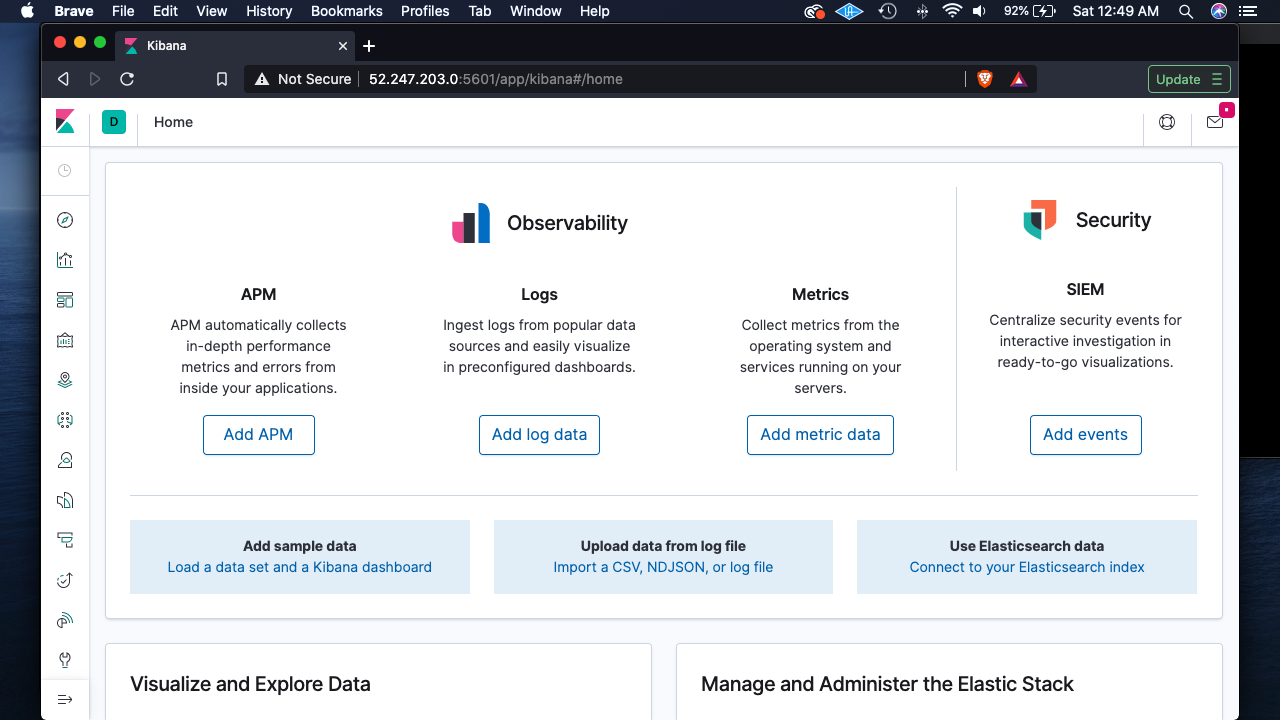 Brave File Edit View History Bookmarks Profiles Tab Window Help 92% Sat 12:49 AM
Kibana
Not Secure 52.247.203.0:5601/app/kibana#/home Update
D Home
Observability
Security
APM
Logs
Metrics
SIEM
APM automatically collects
in-depth performance
metrics and errors from
inside your applications.
Ingest logs from popular data
sources and easily visualize
in preconfigured dashboards.
Collect metrics from the
operating system and
services running on your
servers.
Centralize security events for
interactive investigation in
ready-to-go visualizations.
Add APM
Add log data
Add metric data
Add events
Add sample data
Load a data set and a Kibana dashboard
Upload data from log file
Import a CSV, NDJSON, or log file
Use Elasticsearch data
Connect to your Elasticsearch index
Visualize and Explore Data
Manage and Administer the Elastic Stack